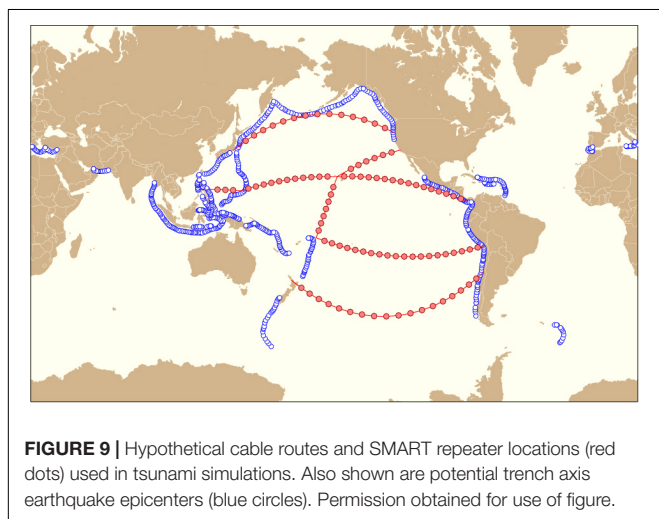 FIGURE 9 | Hypothetical cable routes and SMART repeater locations (red
dots) used in tsunami simulations. Also shown are potential trench axis
earthquake epicenters (blue circles). Permission obtained for use of figure.